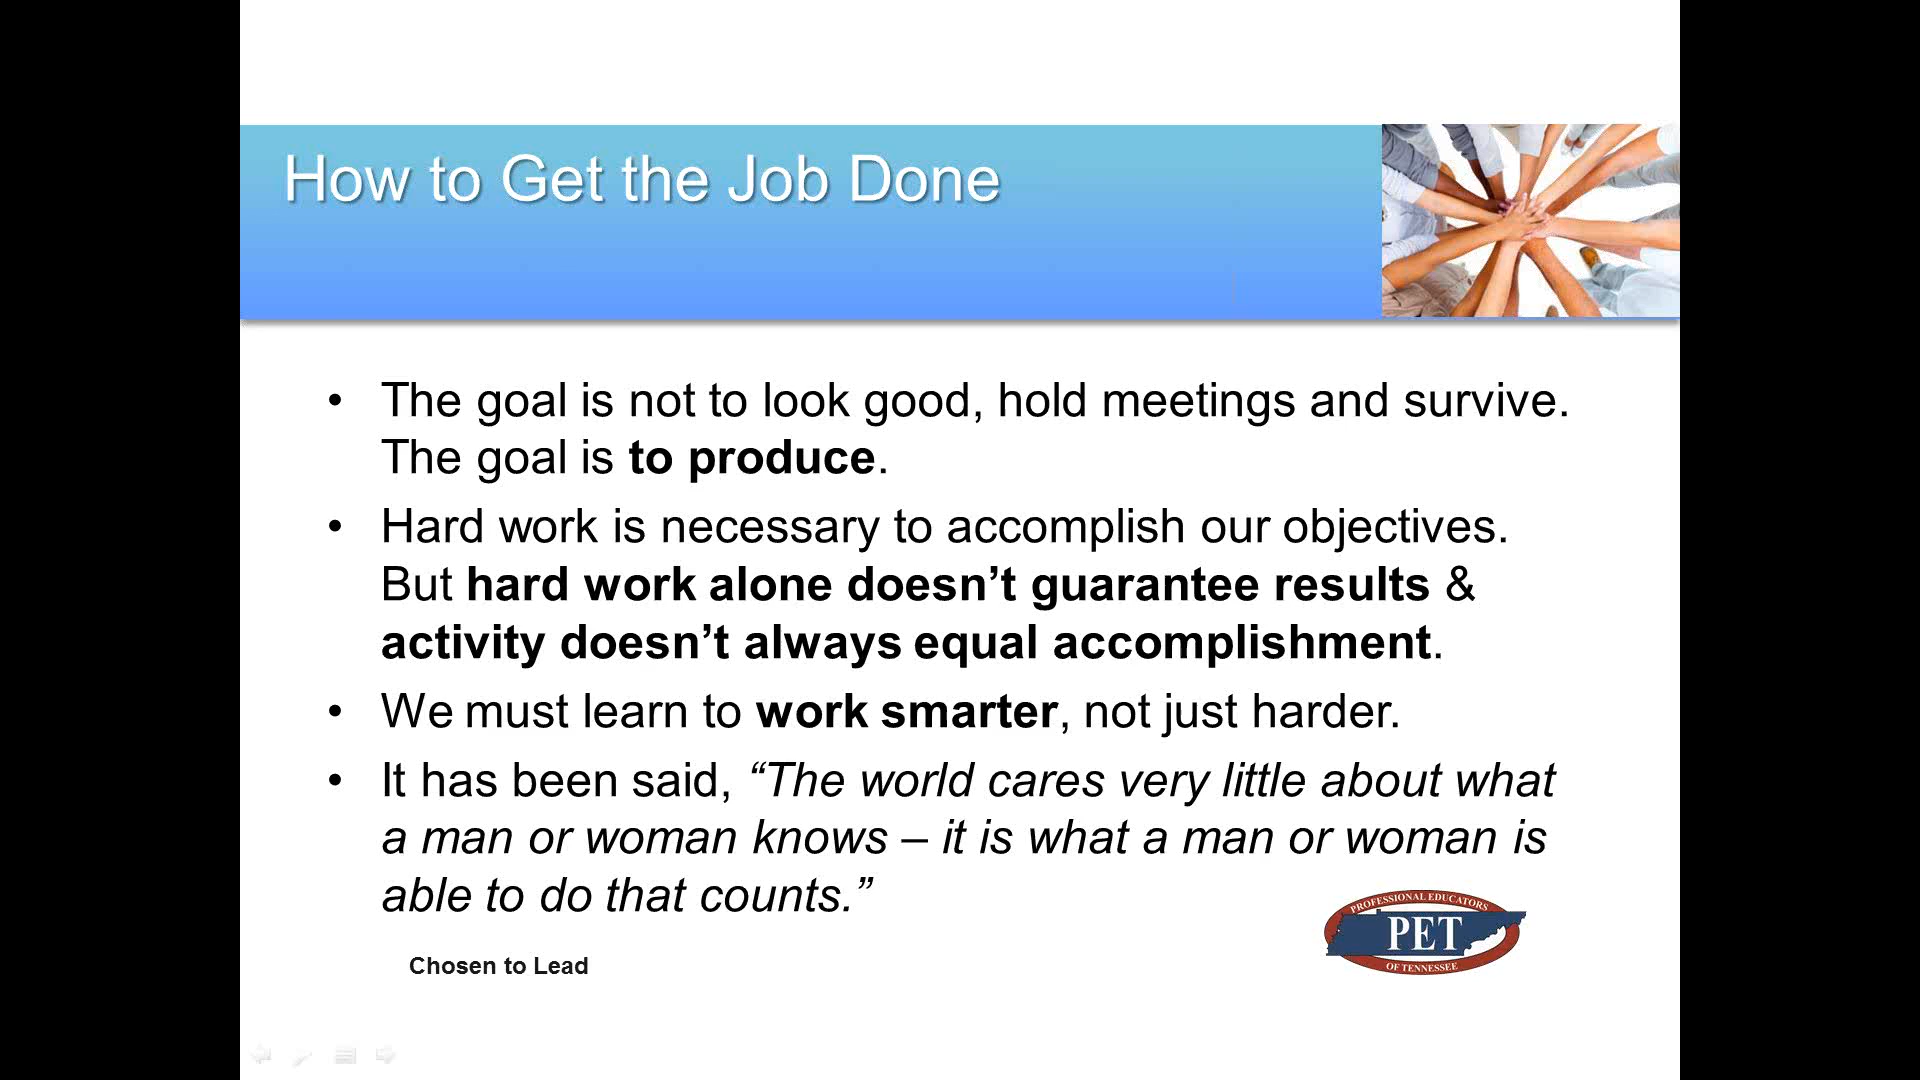 How to Get the Job Done
• The goal is not to look good, hold meetings and survive.
The goal is to produce.
• Hard work is necessary to accomplish our objectives.
But hard work alone doesn’t guarantee results &
activity doesn’t always equal accomplishment.
• We must learn to work smarter, not just harder.
• It has been said, “The world cares very little about what
a man or woman knows – it is what a man or woman is
able to do that counts.”
PROFESSIONAL EDUCATORS
PET
OF TENNESSEE
Chosen to Lead